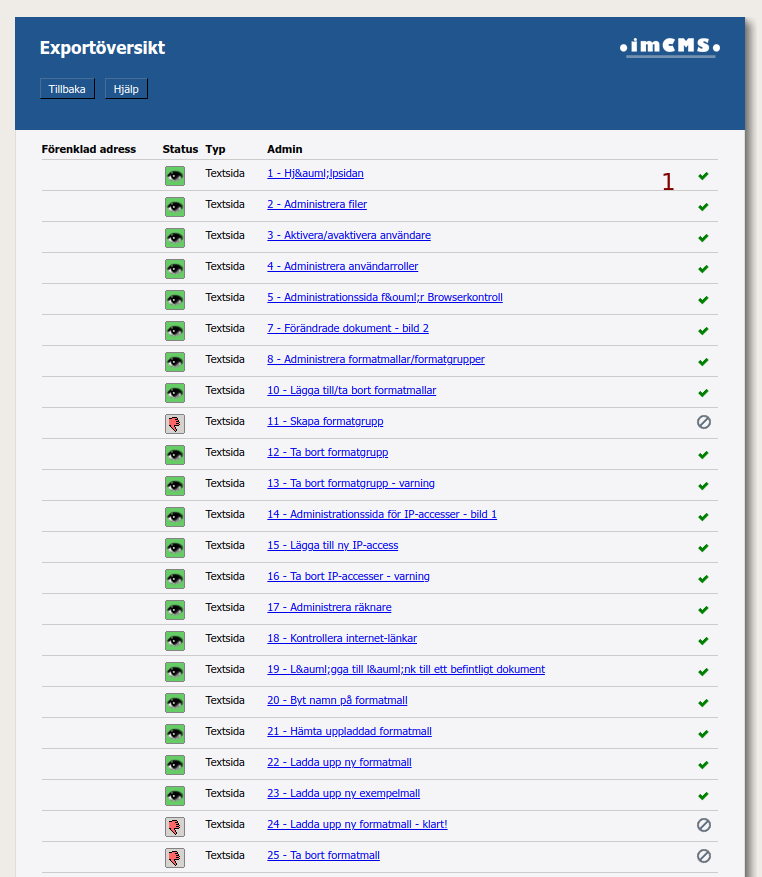 Exportöversikt
imCMS
Tillbaka Hjälp
Förenklad adress Status Typ Admin
Textsida 1 - Hj&auml;lpsidan 1
Textsida 2 - Administrera filer
Textsida 3 - Aktivera/avaktivera användare
Textsida 4 - Administrera användarroller
Textsida 5 - Administrationssida f&ouml;r Browserkontroll
Textsida 7 - Förändrade dokument - bild 2
Textsida 8 - Administrera formatmallar/formatgrupper
Textsida 10 - Lägga till/ta bort formatmallar
Textsida 11 - Skapa formatgrupp
Textsida 12 - Ta bort formatgrupp
Textsida 13 - Ta bort formatgrupp - varning
Textsida 14 - Administrationssida för IP-accesser - bild 1
Textsida 15 - Lägga till ny IP-access
Textsida 16 - Ta bort IP-accesser - varning
Textsida 17 - Administrera räknare
Textsida 18 - Kontrollera internet-länkar
Textsida 19 - L&auml;gga till l&auml;nk till ett befintligt dokument
Textsida 20 - Byt namn på formatmall
Textsida 21 - Hämta uppladdad formatmall
Textsida 22 - Ladda upp ny formatmall
Textsida 23 - Ladda upp ny exempelmall
Textsida 24 - Ladda upp ny formatmall - klart!
Textsida 25 - Ta bort formatmall